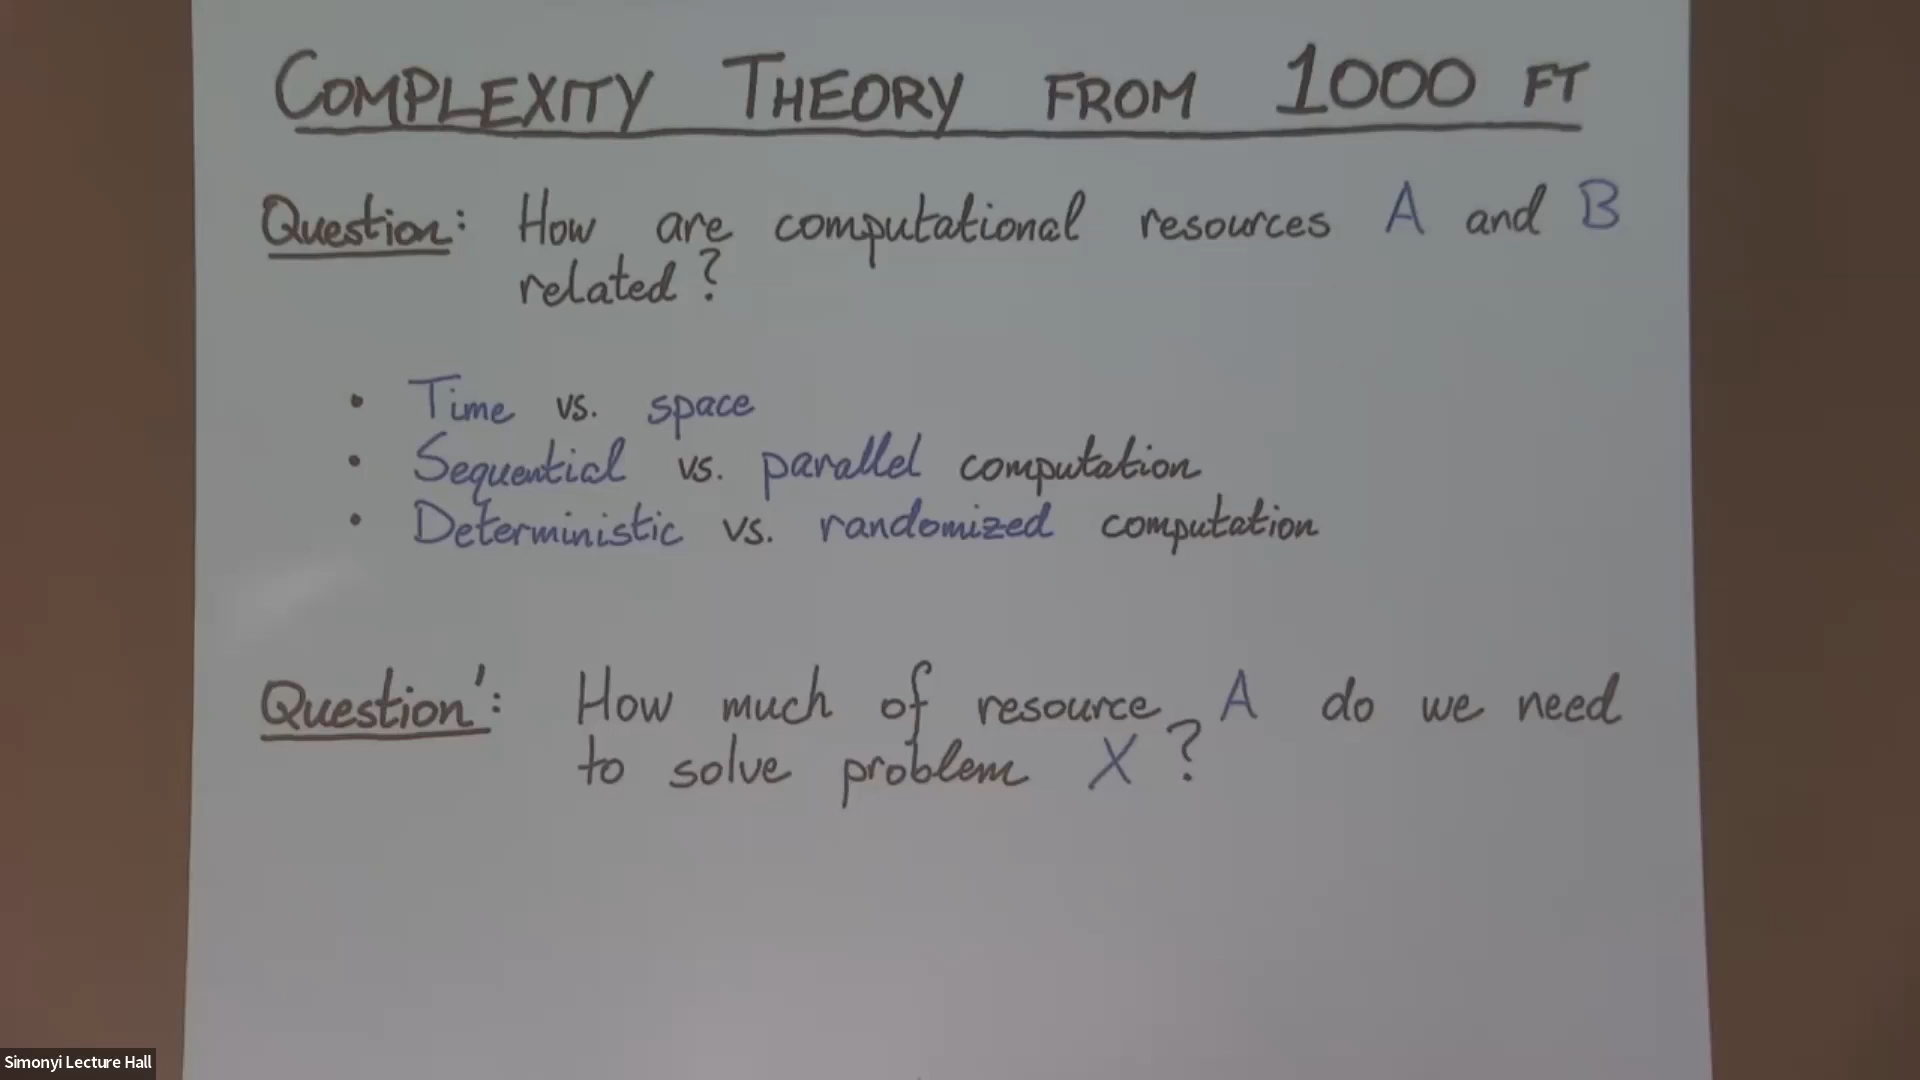 COMPLEXITY THEORY FROM 1000 FT
Question: How are computational resources A and B
related?
• Time vs. space
• Sequential vs. parallel computation
• Deterministic vs. randomized computation
Question': How much of resource A do we need
to solve problem X?
Simonyi Lecture Hall